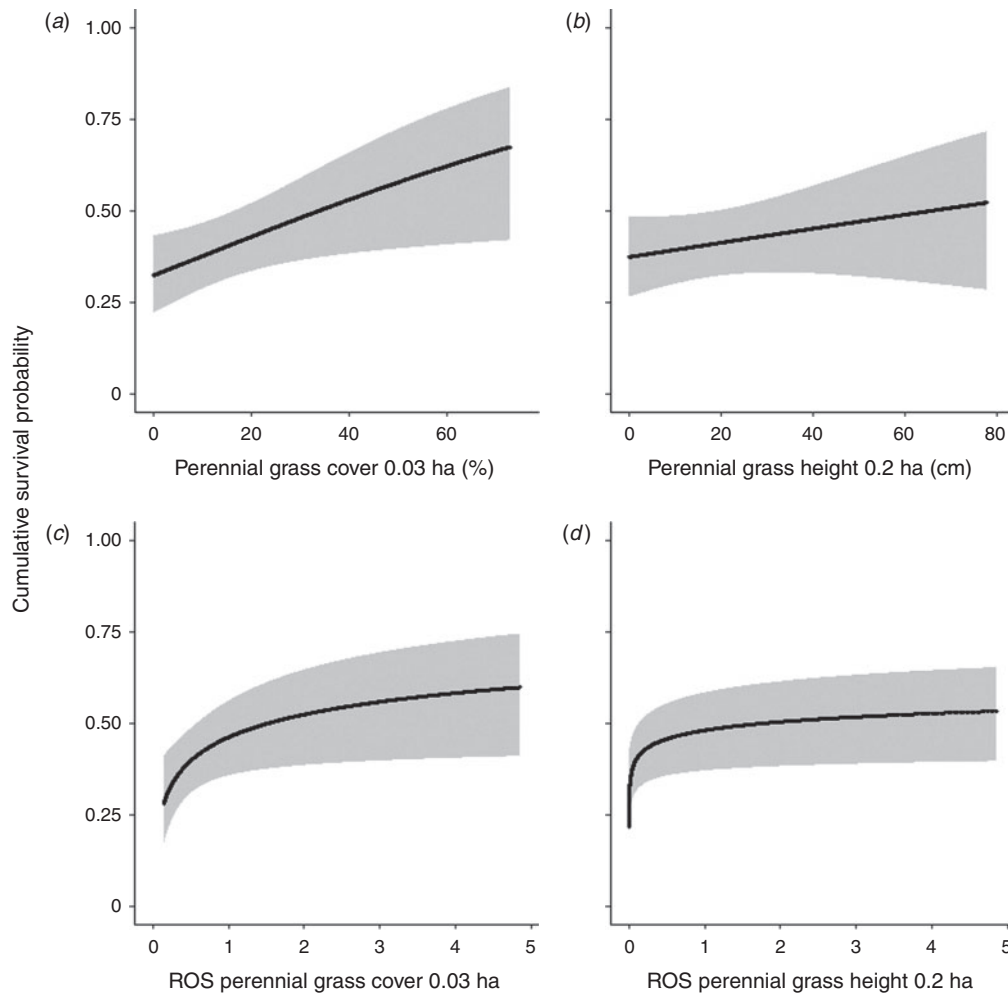 Cumulative survival probability
(a)
1.00
0.75
0.50
0.25
0
0 20 40 60
Perennial grass cover 0.03 ha (%)
(b)
0 20 40 60 80
Perennial grass height 0.2 ha (cm)
(c)
1.00
0.75
0.50
0.25
0
0 1 2 3 4 5
ROS perennial grass cover 0.03 ha
(d)
0 1 2 3 4 5
ROS perennial grass height 0.2 ha